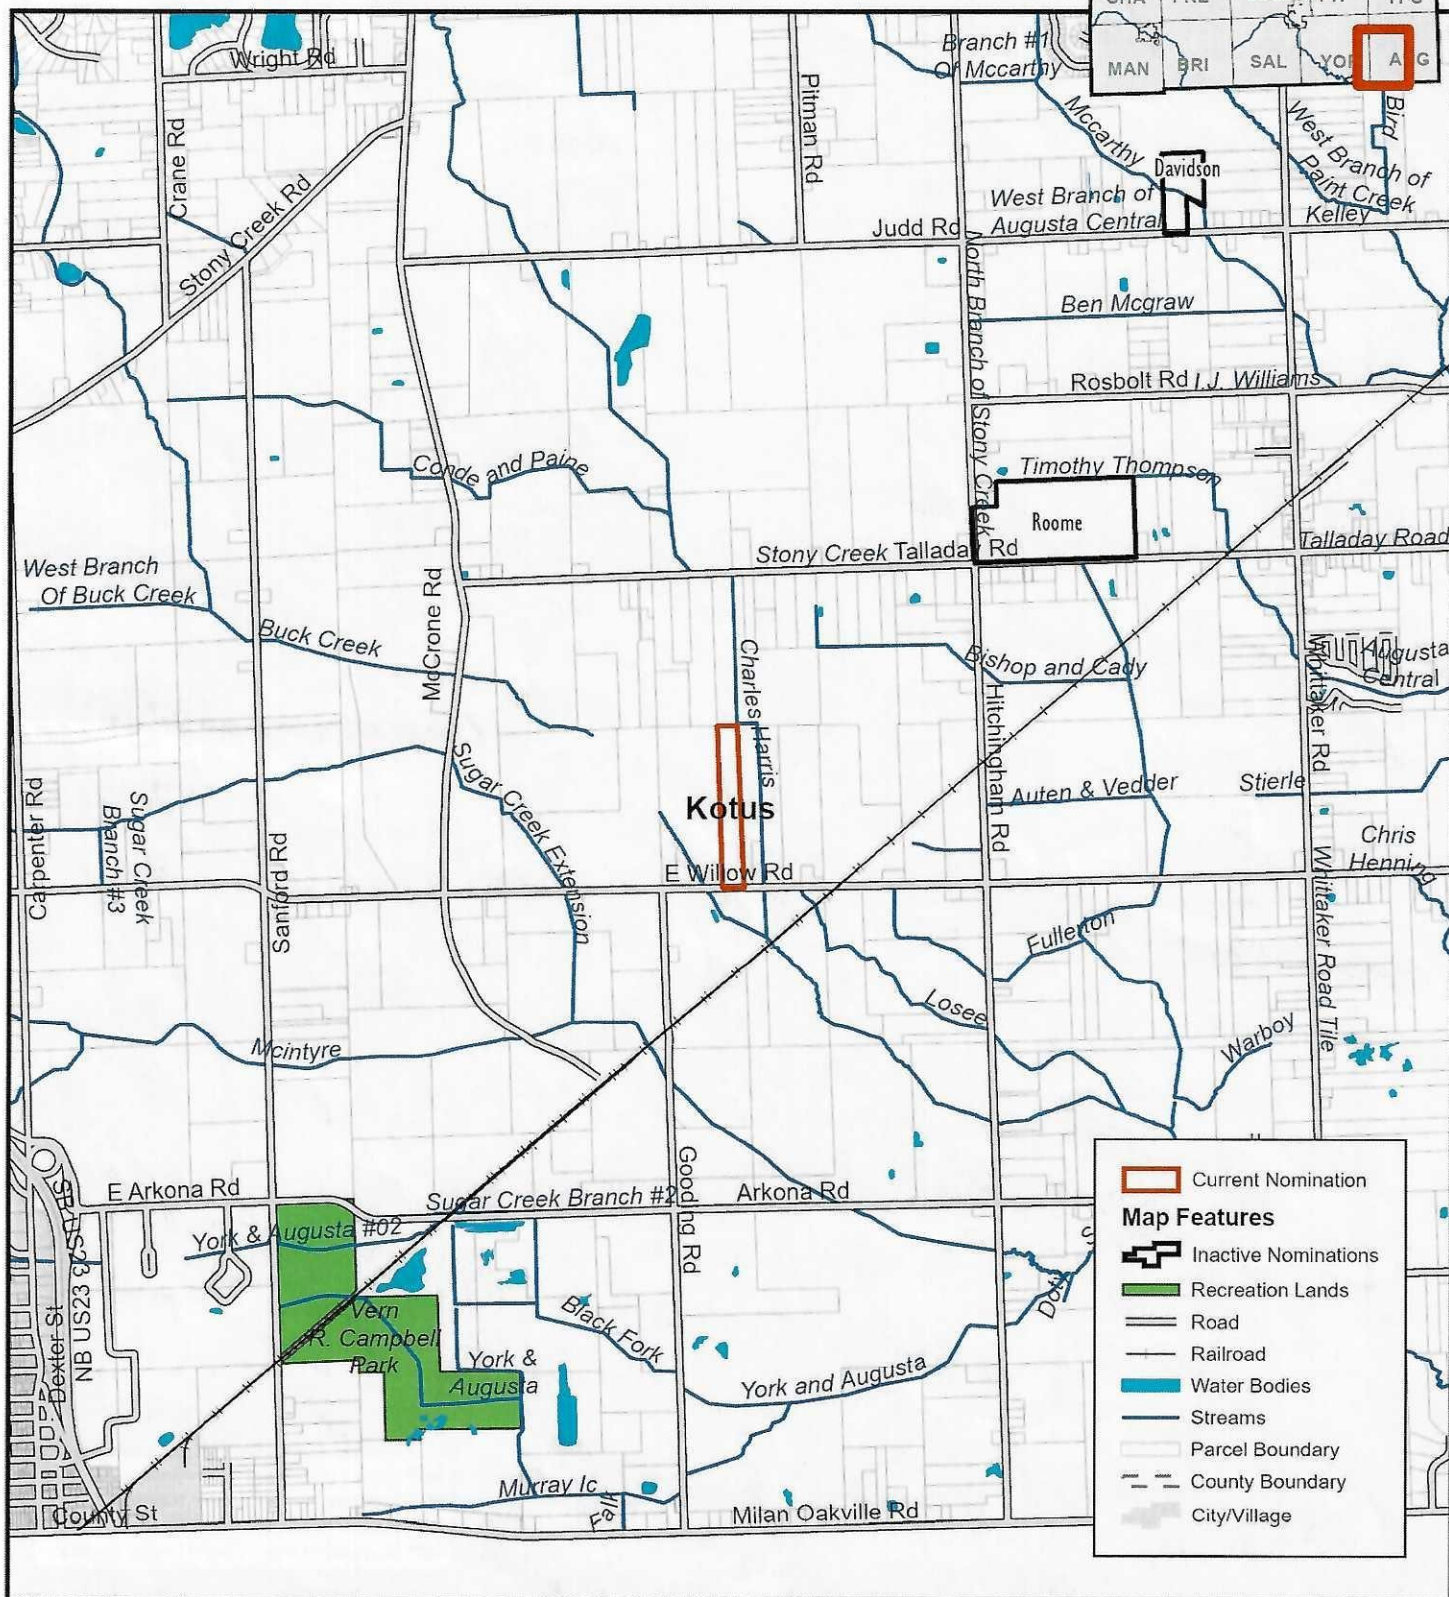 MAN
BRI
SAL
Wright Rd
Crane Rd
Stony Creek Rd
Pitman Rd
Branch #1
Of Mccarthy
Mccarthy
Davidson
West Branch of
Augusta Central
Judd Rd
West Branch of
Paint Creek
Bird
Kelley
North Branch of Stony Creek
Ben Mcgraw
Rosbolt Rd
I.J. Williams
Conde and Paine
Timothy Thompson
Roome
Stony Creek
Talladay Rd
Talladay Road
West Branch
Of Buck Creek
Buck Creek
McCrone Rd
Charles Harris
Bishop and Cady
Hitchingham Rd
Augusta
Central
Whittaker Rd
Sugar Creek Extension
Kotus
Auten & Vedder
Stierle
Chris
Henning
Carpenter Rd
Sugar Creek
Branch #3
Sanford Rd
E Willow Rd
Fullerton
Losee
Warboy
Whittaker Road Tile
Mcintyre
E Arkona Rd
Sugar Creek Branch #2
Gooding Rd
Arkona Rd
York & Augusta #02
Dexter St
NB US23
Vern
R. Campbell
Park
Black Fork
York &
Augusta
York and Augusta
Murray Ic
Falk
County St
Milan Oakville Rd
Current Nomination
Map Features
Inactive Nominations
Recreation Lands
Road
Railroad
Water Bodies
Streams
Parcel Boundary
County Boundary
City/Village